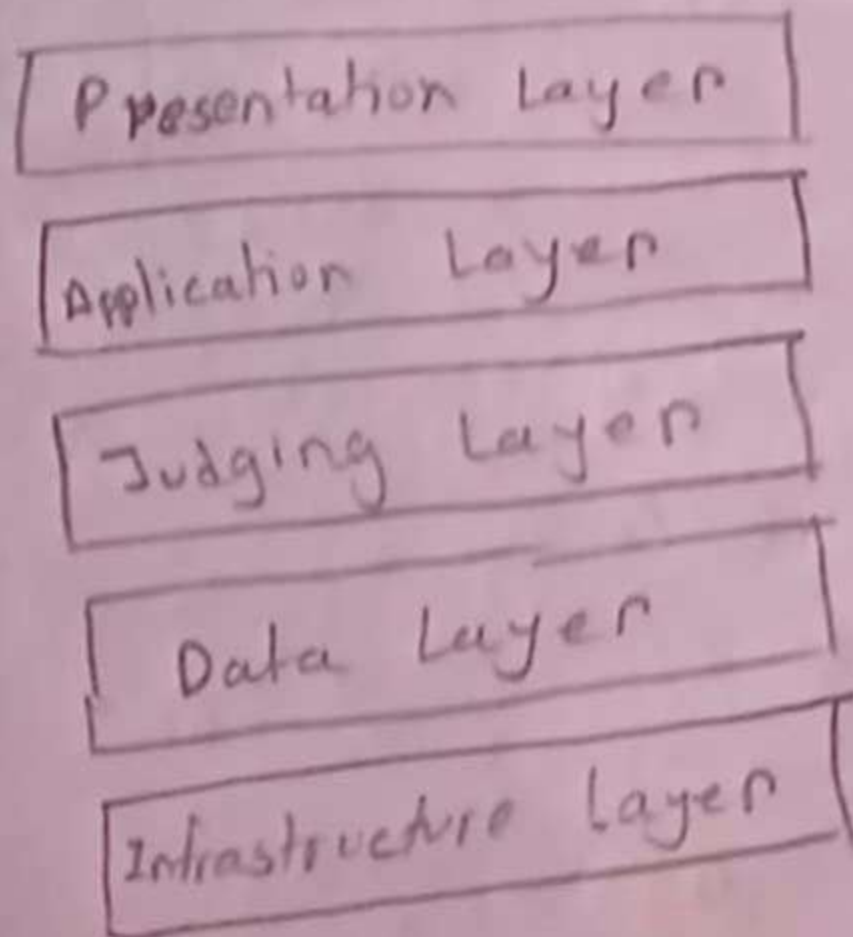 Presentation Layer
Application Layer
Judging Layer
Data Layer
Infrastructure Layer